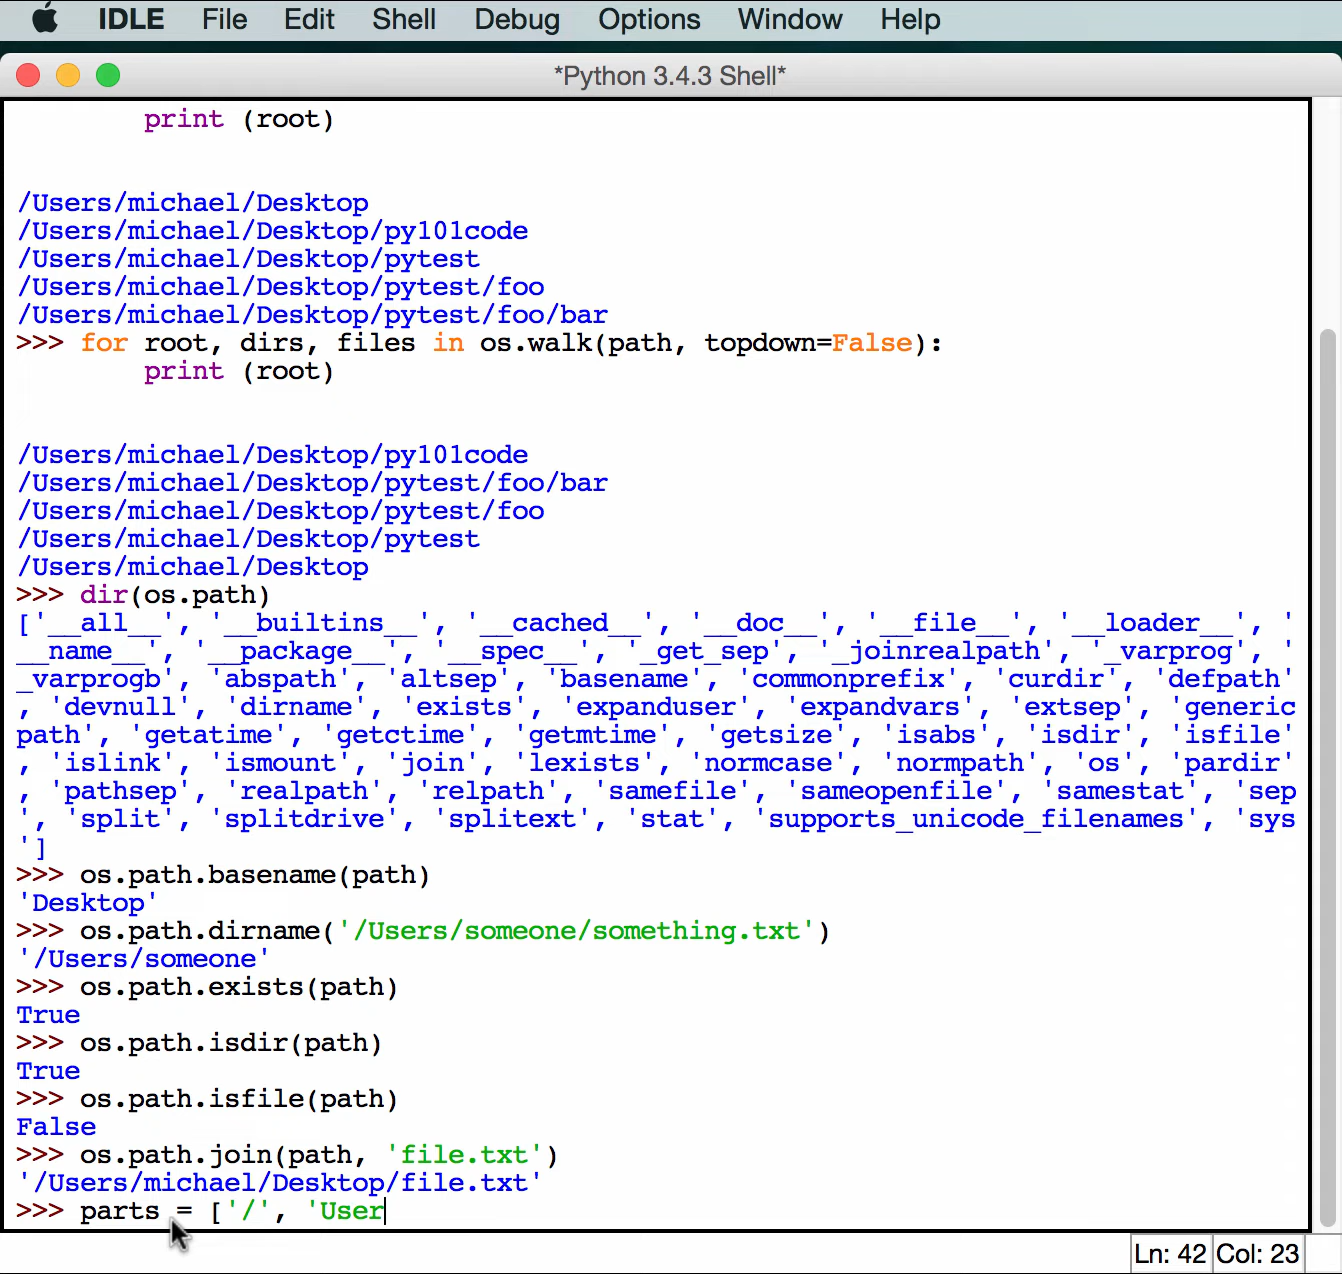 IDLE File Edit Shell Debug Options Window Help
*Python 3.4.3 Shell*
print (root)
/Users/michael/Desktop
/Users/michael/Desktop/py101code
/Users/michael/Desktop/pytest
/Users/michael/Desktop/pytest/foo
/Users/michael/Desktop/pytest/foo/bar
>>> for root, dirs, files in os.walk(path, topdown=False):
print (root)
/Users/michael/Desktop/py101code
/Users/michael/Desktop/pytest/foo/bar
/Users/michael/Desktop/pytest/foo
/Users/michael/Desktop/pytest
/Users/michael/Desktop
>>> dir(os.path)
['__all__', '__builtins__', '__cached__', '__doc__', '__file__', '__loader__', '
__name__', '__package__', '__spec__', '_get_sep', '_joinrealpath', '_varprog', '
_varprogb', 'abspath', 'altsep', 'basename', 'commonprefix', 'curdir', 'defpath'
, 'devnull', 'dirname', 'exists', 'expanduser', 'expandvars', 'extsep', 'generic
path', 'getatime', 'getctime', 'getmtime', 'getsize', 'isabs', 'isdir', 'isfile'
, 'islink', 'ismount', 'join', 'lexists', 'normcase', 'normpath', 'os', 'pardir'
, 'pathsep', 'realpath', 'relpath', 'samefile', 'sameopenfile', 'samestat', 'sep
', 'split', 'splitdrive', 'splitext', 'stat', 'supports_unicode_filenames', 'sys
']
>>> os.path.basename(path)
'Desktop'
>>> os.path.dirname('/Users/someone/something.txt')
'/Users/someone'
>>> os.path.exists(path)
True
>>> os.path.isdir(path)
True
>>> os.path.isfile(path)
False
>>> os.path.join(path, 'file.txt')
'/Users/michael/Desktop/file.txt'
>>> parts = ['/', 'User
Ln: 42 Col: 23